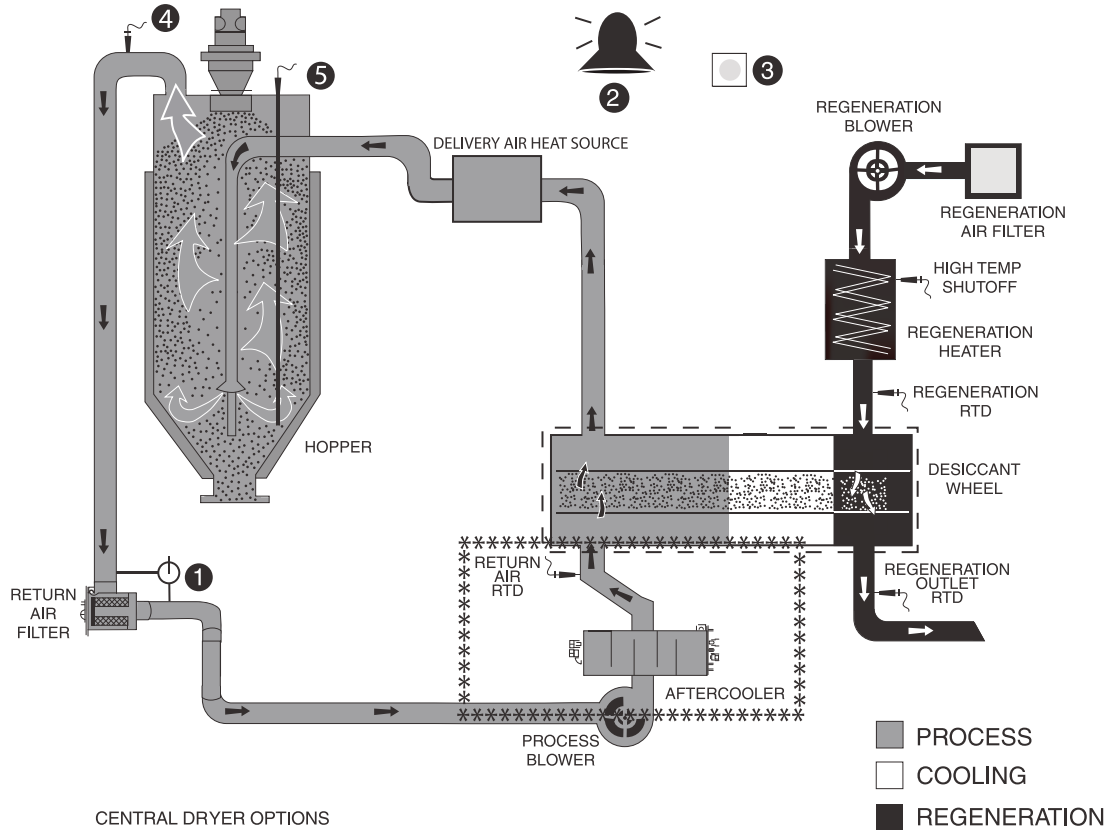 4
5
2
3
REGENERATION
BLOWER
DELIVERY AIR HEAT SOURCE
REGENERATION
AIR FILTER
HIGH TEMP
SHUTOFF
REGENERATION
HEATER
REGENERATION
RTD
HOPPER
DESICCANT
WHEEL
1
RETURN
AIR
FILTER
RETURN
AIR
RTD
REGENERATION
OUTLET
RTD
AFTERCOOLER
PROCESS
BLOWER
PROCESS
COOLING
REGENERATION
CENTRAL DRYER OPTIONS